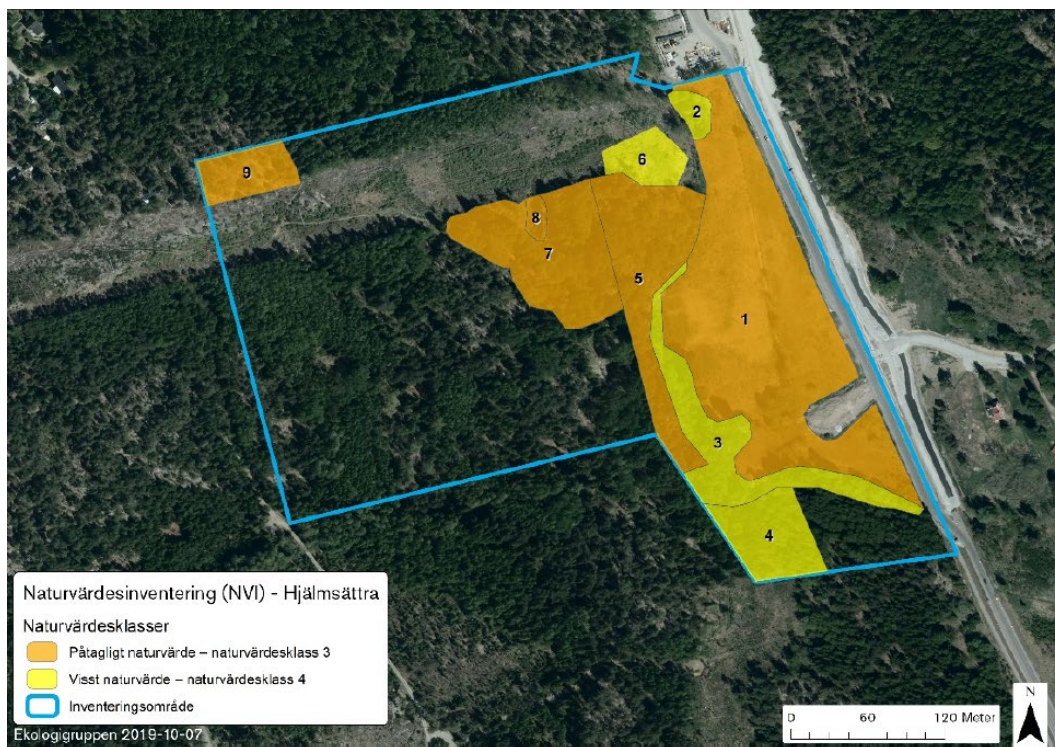 2
6
9
8
7
5
1
3
4
Naturvärdesinventering (NVI) - Hjälmsättra
Naturvärdesklasser
Påtagligt naturvärde – naturvärdesklass 3
Visst naturvärde – naturvärdesklass 4
Inventeringsområde
Ekologigruppen 2019-10-07
0 60 120 Meter
N